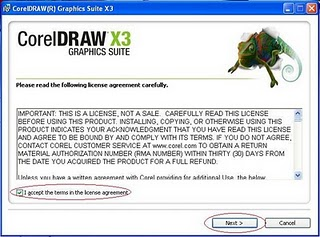 CorelDRAW(R) Graphics Suite X3
CorelDRAW X3
GRAPHICS SUITE
Please read the following license agreement carefully.
IMPORTANT: THIS IS A LICENSE, NOT A SALE. CAREFULLY READ THIS LICENSE
BEFORE USING THIS PRODUCT. INSTALLING, COPYING, OR OTHERWISE USING THIS
PRODUCT INDICATES YOUR ACKNOWLEDGMENT THAT YOU HAVE READ THIS LICENSE
AND AGREE TO BE BOUND BY AND COMPLY WITH ITS TERMS. IF YOU DO NOT AGREE,
CONTACT COREL CUSTOMER SERVICE AT www.corel.com TO OBTAIN A RETURN
MATERIAL AUTHORIZATION NUMBER (RMA NUMBER) WITH THIRTY (30) DAYS FROM
THE DATE YOU ACQUIRED THE PRODUCT FOR A FULL REFUND.
Unless you have a written agreement with Corel providing for additional Use, the below
I accept the terms in the license agreement
Next >
Cancel